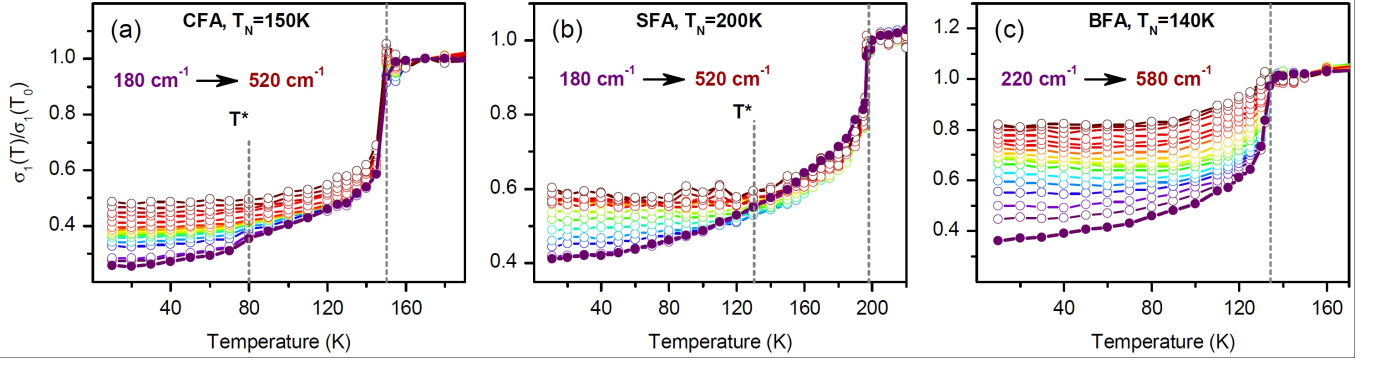 (a) CFA, T_N=150K
180 cm⁻¹ → 520 cm⁻¹
T*
σ₁(T)/σ₁(T₀)
1.0
0.8
0.6
0.4
40 80 120 160
Temperature (K)
(b) SFA, T_N=200K
180 cm⁻¹ → 520 cm⁻¹
T*
1.0
0.8
0.6
0.4
40 80 120 160 200
Temperature (K)
(c) BFA, T_N=140K
220 cm⁻¹ → 580 cm⁻¹
1.2
1.0
0.8
0.6
0.4
40 80 120 160
Temperature (K)